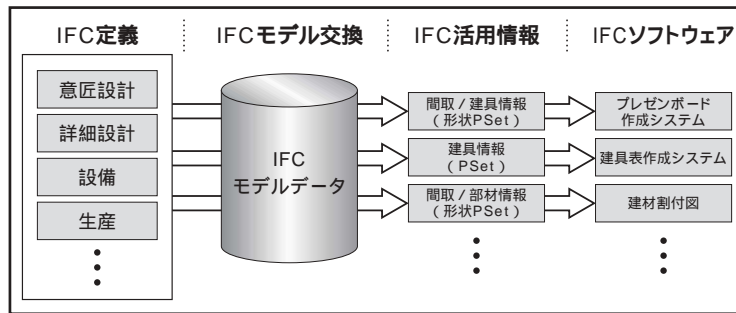 IFC定義
IFCモデル交換
IFC活用情報
IFCソフトウェア
意匠設計
詳細設計
設備
生産
IFC
モデルデータ
間取/建具情報
(形状PSet)
建具情報
(PSet)
間取/部材情報
(形状PSet)
プレゼンボード
作成システム
建具表作成システム
建材割付図